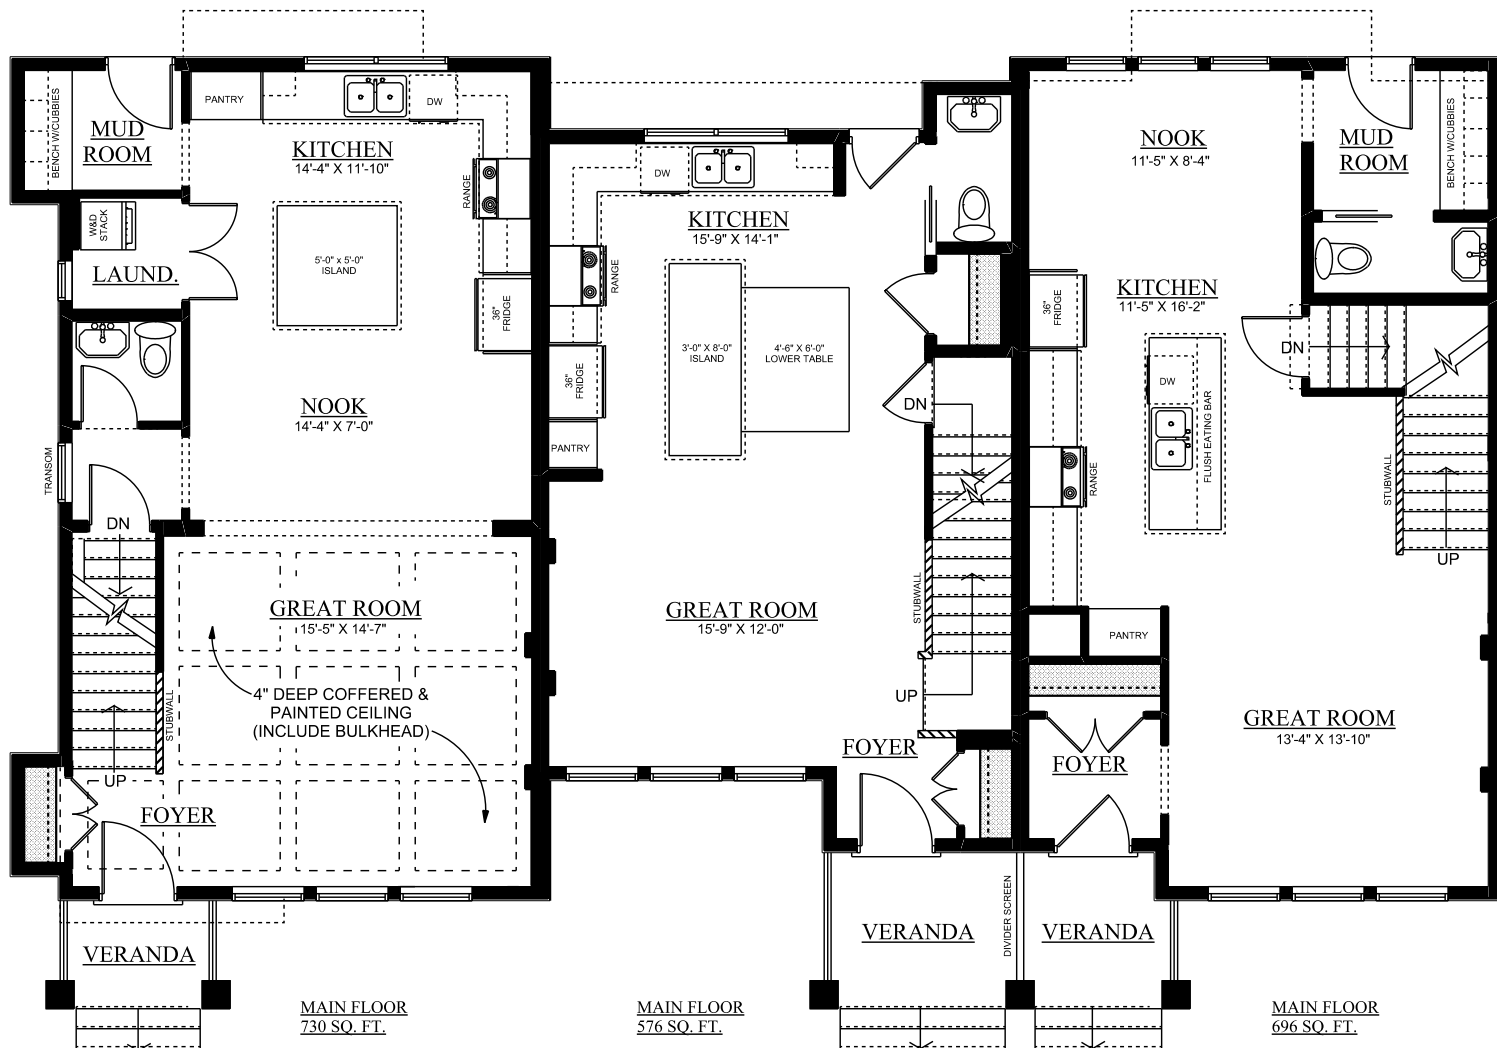 PANTRY
DW
BENCH W/CUBBIES
MUD
ROOM
KITCHEN
14'-4" X 11'-10"
RANGE
W&D
STACK
LAUND.
5'-0" x 5'-0"
ISLAND
36"
FRIDGE
NOOK
14'-4" X 7'-0"
TRANSOM
DN
GREAT ROOM
15'-5" X 14'-7"
4" DEEP COFFERED &
PAINTED CEILING
(INCLUDE BULKHEAD)
STUBWALL
UP
FOYER
VERANDA
MAIN FLOOR
730 SQ. FT.
DW
KITCHEN
15'-9" X 14'-1"
RANGE
3'-0" X 8'-0"
ISLAND
4'-6" X 6'-0"
LOWER TABLE
36"
FRIDGE
PANTRY
DN
GREAT ROOM
15'-9" X 12'-0"
STUBWALL
UP
FOYER
VERANDA
DIVIDER SCREEN
MAIN FLOOR
576 SQ. FT.
NOOK
11'-5" X 8'-4"
MUD
ROOM
BENCH W/CUBBIES
KITCHEN
11'-5" X 16'-2"
36"
FRIDGE
DN
DW
FLUSH EATING BAR
RANGE
STUBWALL
UP
PANTRY
GREAT ROOM
13'-4" X 13'-10"
FOYER
VERANDA
MAIN FLOOR
696 SQ. FT.